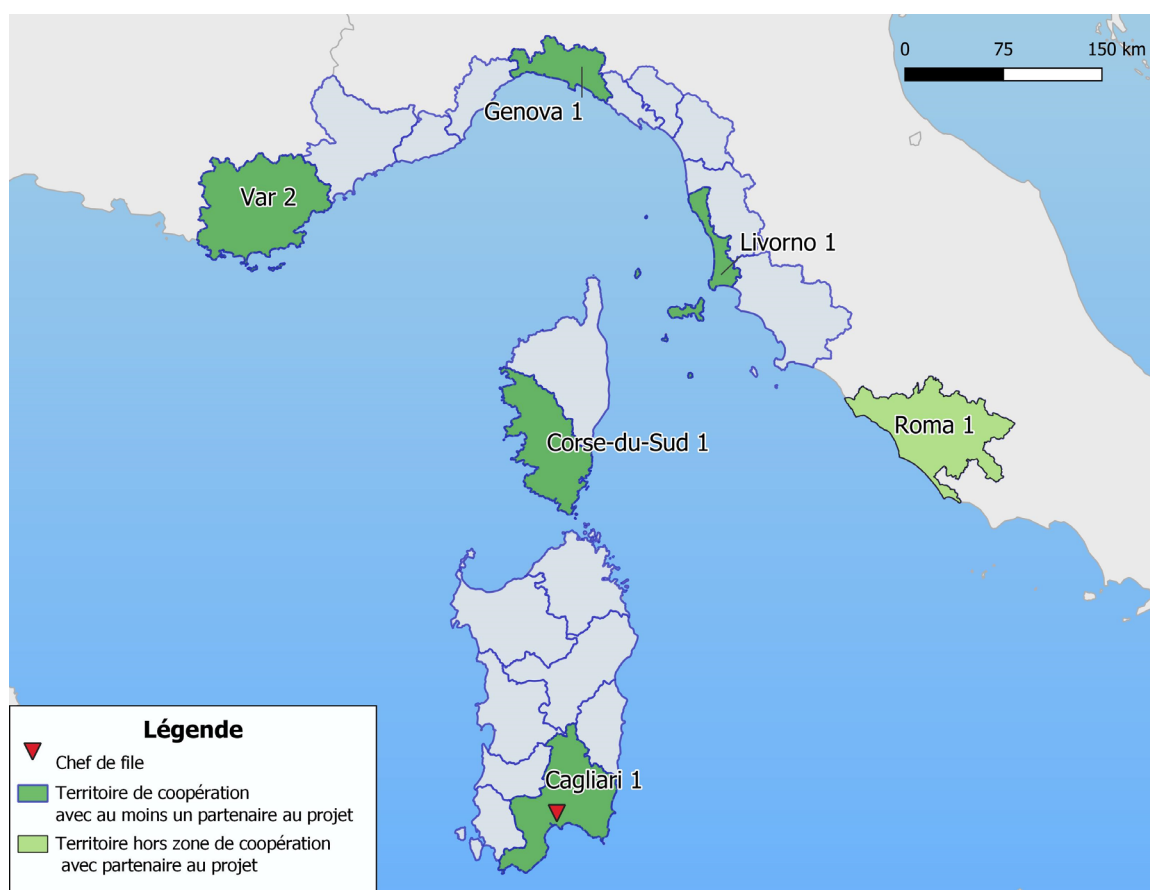 0 75 150 km
Genova 1
Var 2
Livorno 1
Roma 1
Corse-du-Sud 1
Cagliari 1
Légende
Chef de file
Territoire de coopération
avec au moins un partenaire au projet
Territoire hors zone de coopération
avec partenaire au projet